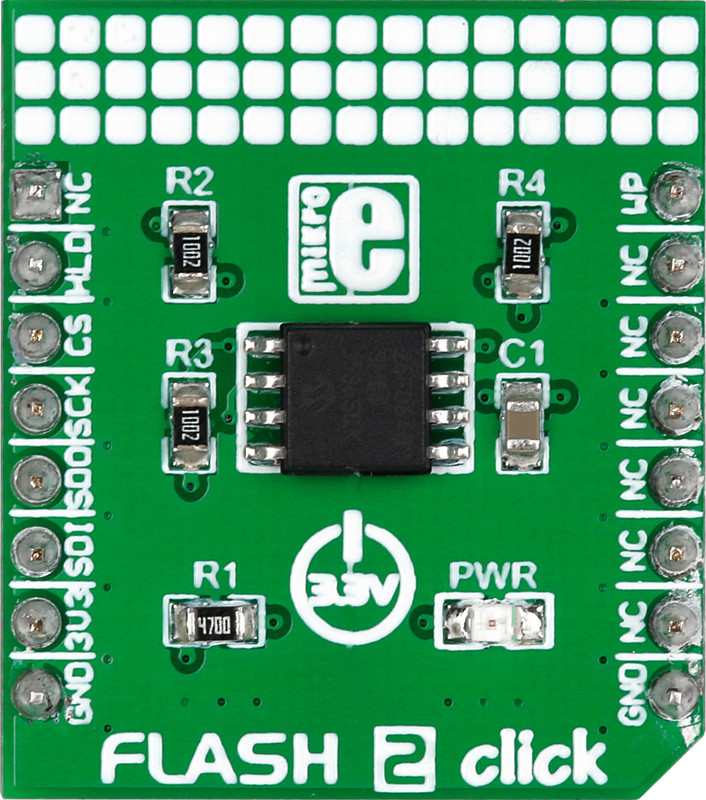 R2
R4
mikro
e
NC
WP
HLD
NC
1002
1002
CS
NC
R3
C1
SCK
NC
1002
SDO
NC
SDI
NC
3.3V
R1
PWR
3V3
NC
4700
GND
GND
FLASH 2 click